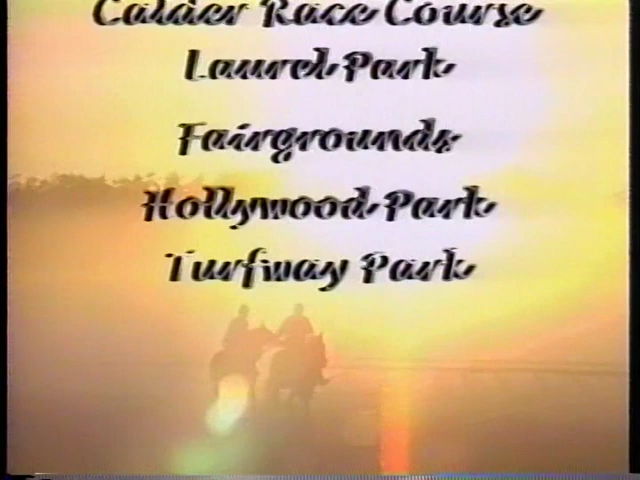 Calder Race Course
Laurel Park
Fairgrounds
Hollywood Park
Turfway Park